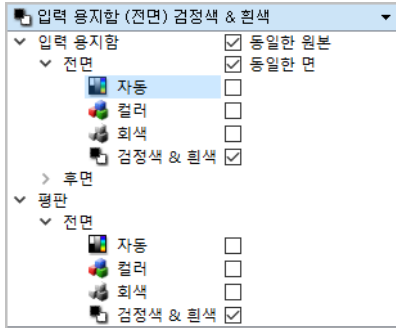 입력 용지함 (전면) 검정색 & 흰색
입력 용지함 동일한 원본
전면 동일한 면
자동
컬러
회색
검정색 & 흰색
후면
평판
전면
자동
컬러
회색
검정색 & 흰색